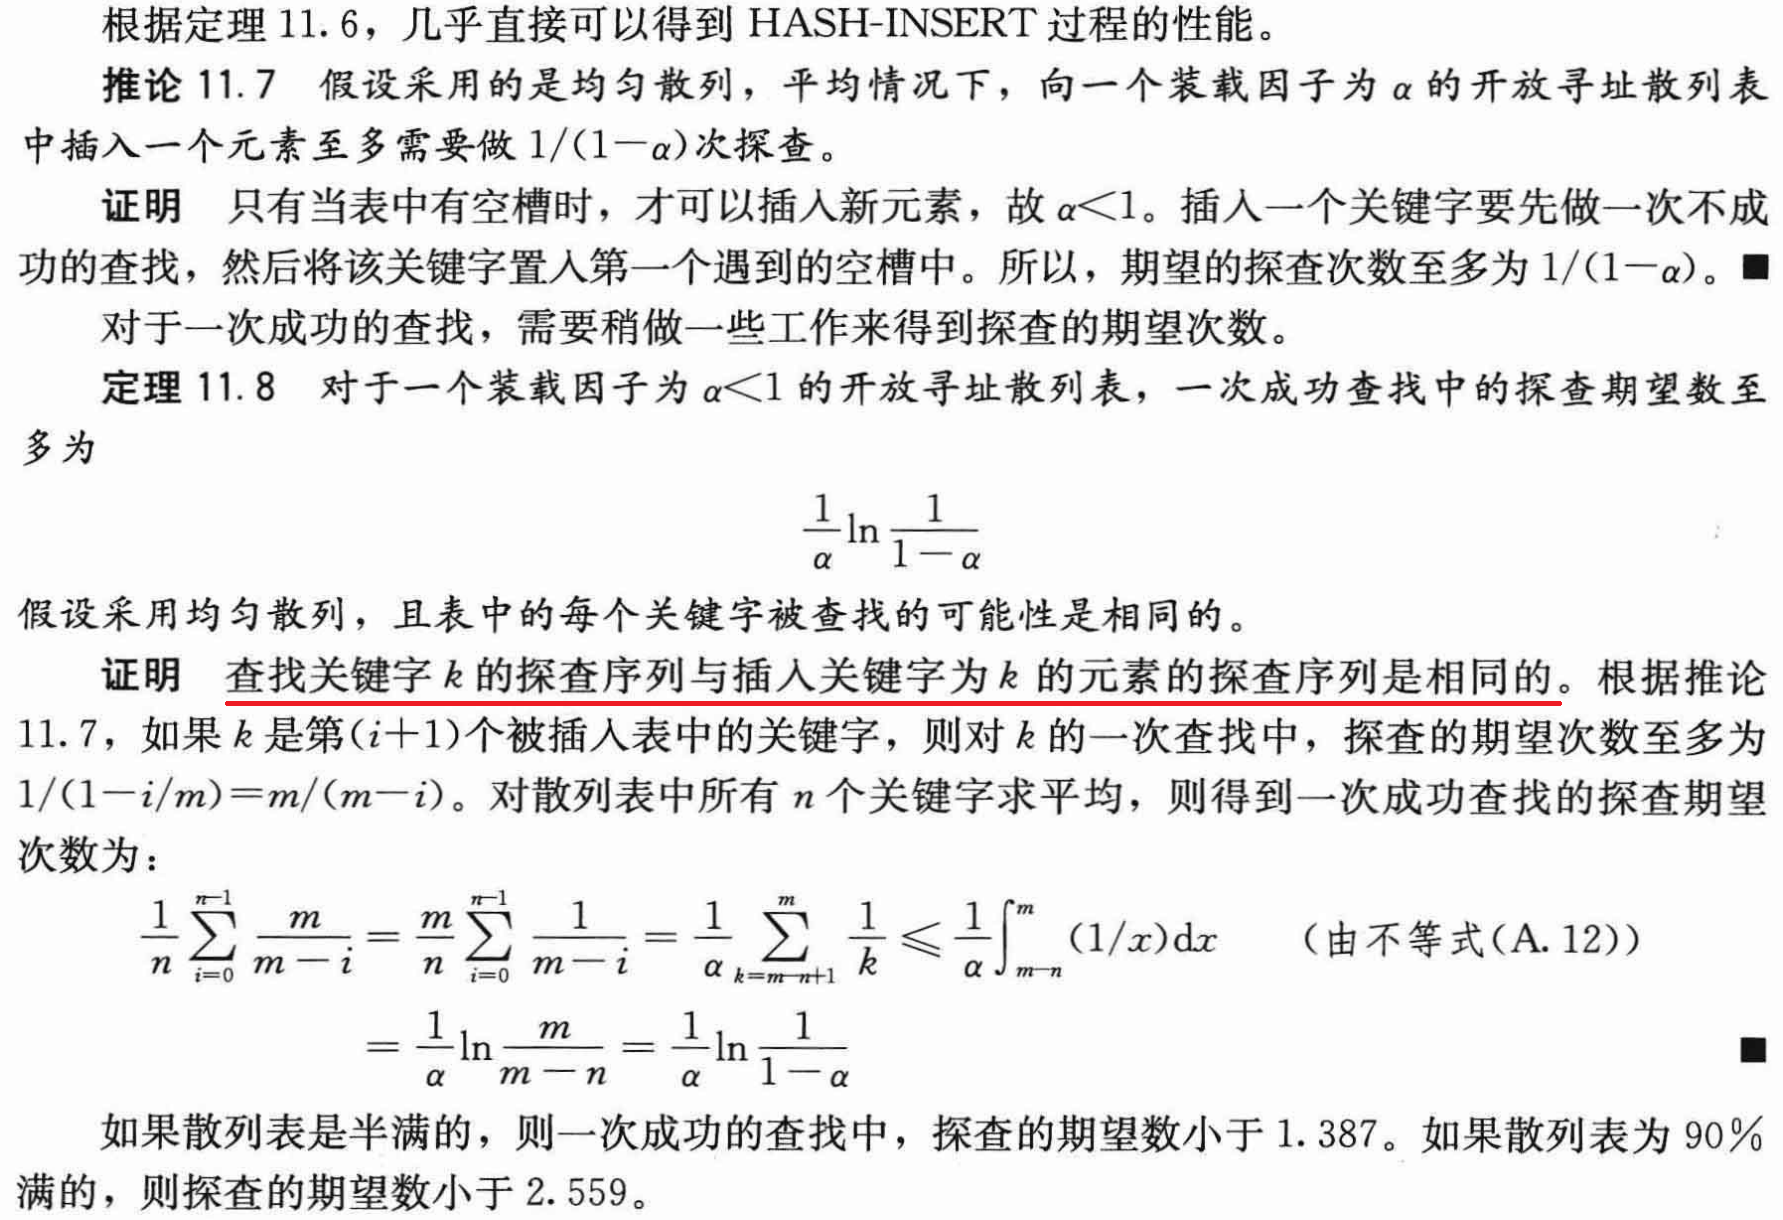 根据定理 11.6，几乎直接可以得到 HASH-INSERT 过程的性能。
推论 11.7 假设采用的是均匀散列，平均情况下，向一个装载因子为 α 的开放寻址散列表
中插入一个元素至多需要做 1/(1-α)次探查。
证明 只有当表中有空槽时，才可以插入新元素，故 α<1。插入一个关键字要先做一次不成
功的查找，然后将该关键字置入第一个遇到的空槽中。所以，期望的探查次数至多为 1/(1-α)。■
对于一次成功的查找，需要稍做一些工作来得到探查的期望次数。
定理 11.8 对于一个装载因子为 α<1 的开放寻址散列表，一次成功查找中的探查期望数至
多为
\frac{1}{α} ln \frac{1}{1-α}
假设采用均匀散列，且表中的每个关键字被查找的可能性是相同的。
证明 查找关键字 k 的探查序列与插入关键字为 k 的元素的探查序列是相同的。根据推论
11.7，如果 k 是第(i+1)个被插入表中的关键字，则对 k 的一次查找中，探查的期望次数至多为
1/(1-i/m)=m/(m-i)。对散列表中所有 n 个关键字求平均，则得到一次成功查找的探查期望
次数为：
\frac{1}{n} \sum_{i=0}^{n-1} \frac{m}{m-i} = \frac{m}{n} \sum_{i=0}^{n-1} \frac{1}{m-i} = \frac{1}{α} \sum_{k=m-n+1}^{m} \frac{1}{k} ≤ \frac{1}{α} \int_{m-n}^{m} (1/x)dx （由不等式(A.12)）
= \frac{1}{α} ln \frac{m}{m-n} = \frac{1}{α} ln \frac{1}{1-α} ■
如果散列表是半满的，则一次成功的查找中，探查的期望数小于 1.387。如果散列表为 90%
满的，则探查的期望数小于 2.559。